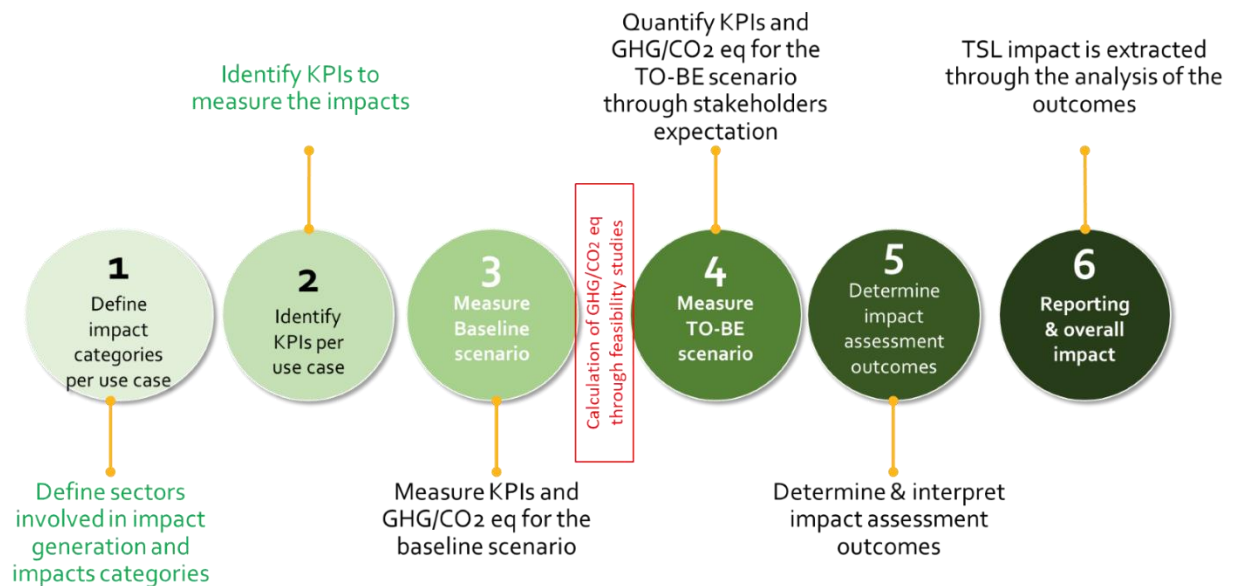 Identify KPIs to
measure the impacts
Quantify KPIs and
GHG/CO2 eq for the
TO-BE scenario
through stakeholders
expectation
TSL impact is extracted
through the analysis of the
outcomes
1
Define
impact
categories
per use case
2
Identify
KPIs per
use case
3
Measure
Baseline
scenario
Calculation of GHG/CO2 eq
through feasibility studies
4
Measure
TO-BE
scenario
5
Determine
impact
assessment
outcomes
6
Reporting
& overall
impact
Define sectors
involved in impact
generation and
impacts categories
Measure KPIs and
GHG/CO2 eq for the
baseline scenario
Determine & interpret
impact assessment
outcomes